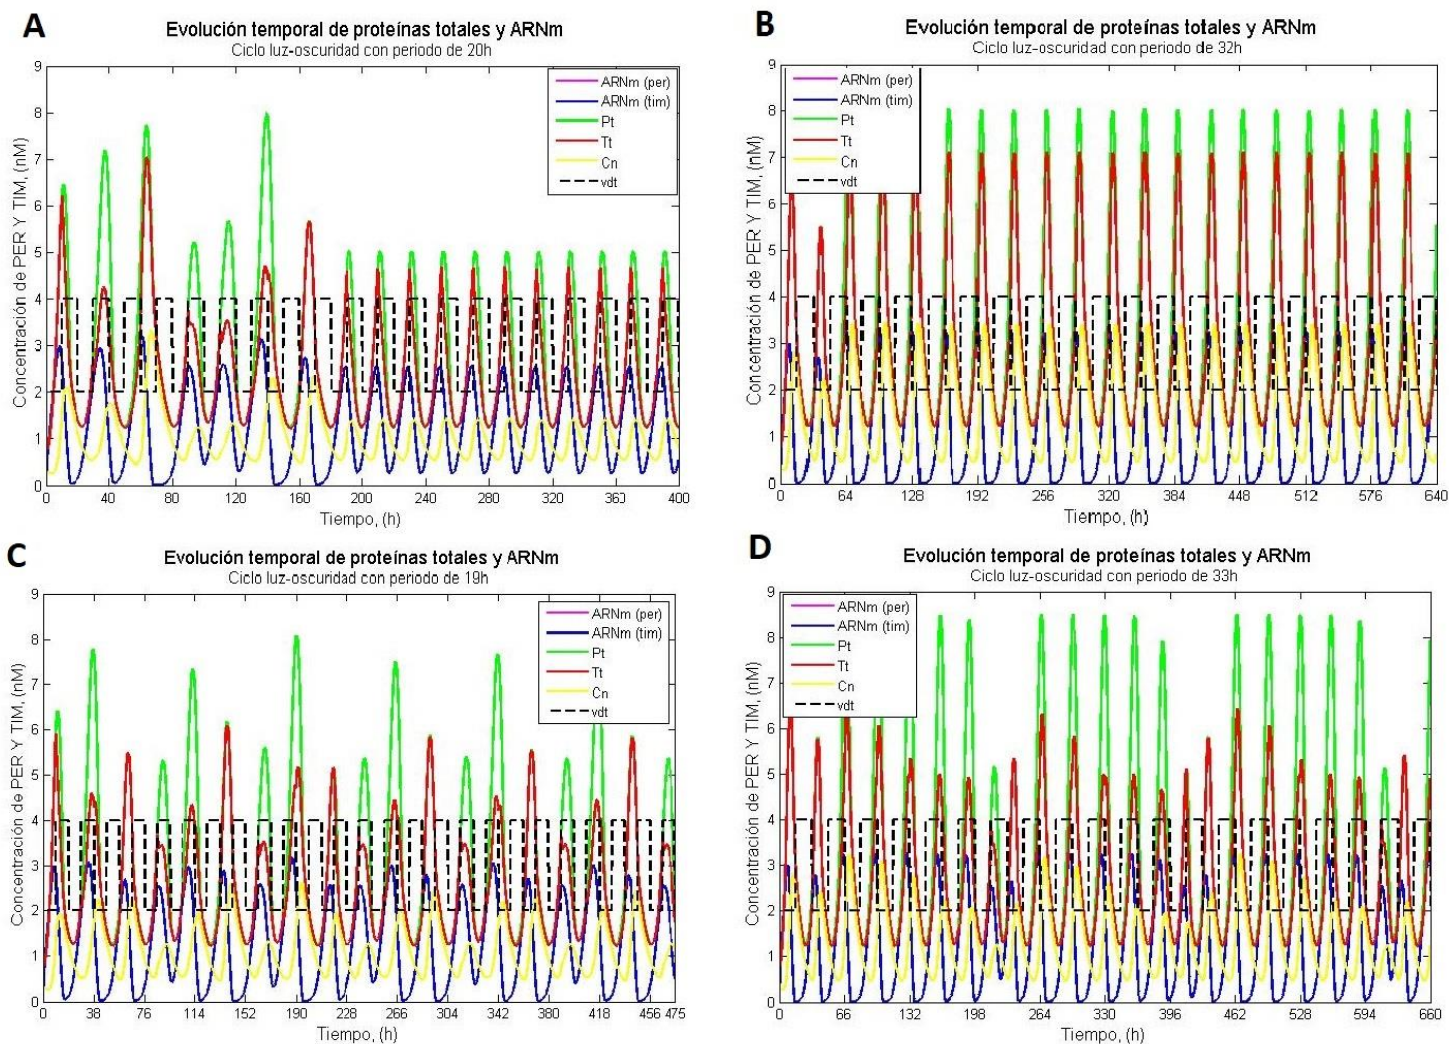 A
Evolución temporal de proteínas totales y ARNm
Ciclo luz-oscuridad con periodo de 20h
Concentración de PER Y TIM, (nM)
9
8
7
6
5
4
3
2
1
0
ARNm (per)
ARNm (tim)
Pt
Tt
Cn
vdt
0 40 80 120 160 200 240 280 320 363 400
Tiempo, (h)
B
Evolución temporal de proteínas totales y ARNm
Ciclo luz-oscuridad con periodo de 32h
Concentración de PER Y TIM, (nM)
9
8
7
6
5
4
3
2
1
0
ARNm (per)
ARNm (tim)
Pt
Tt
Cn
vdt
0 64 128 192 266 320 384 448 512 576 640
Tiempo, (h)
C
Evolución temporal de proteínas totales y ARNm
Ciclo luz-oscuridad con periodo de 19h
Concentración de PER Y TIM, (nM)
9
8
7
6
5
4
3
2
1
0
ARNm (per)
ARNm (tim)
Pt
Tt
Cn
vdt
0 38 76 114 152 190 228 266 304 342 380 418 456 475
Tiempo, (h)
D
Evolución temporal de proteínas totales y ARNm
Ciclo luz-oscuridad con periodo de 33h
Concentración de PER Y TIM, (nM)
9
8
7
6
5
4
3
2
1
0
ARNm (per)
ARNm (tim)
Pt
Tt
Cn
vdt
0 66 132 198 264 330 396 462 528 594 660
Tiempo, (h)